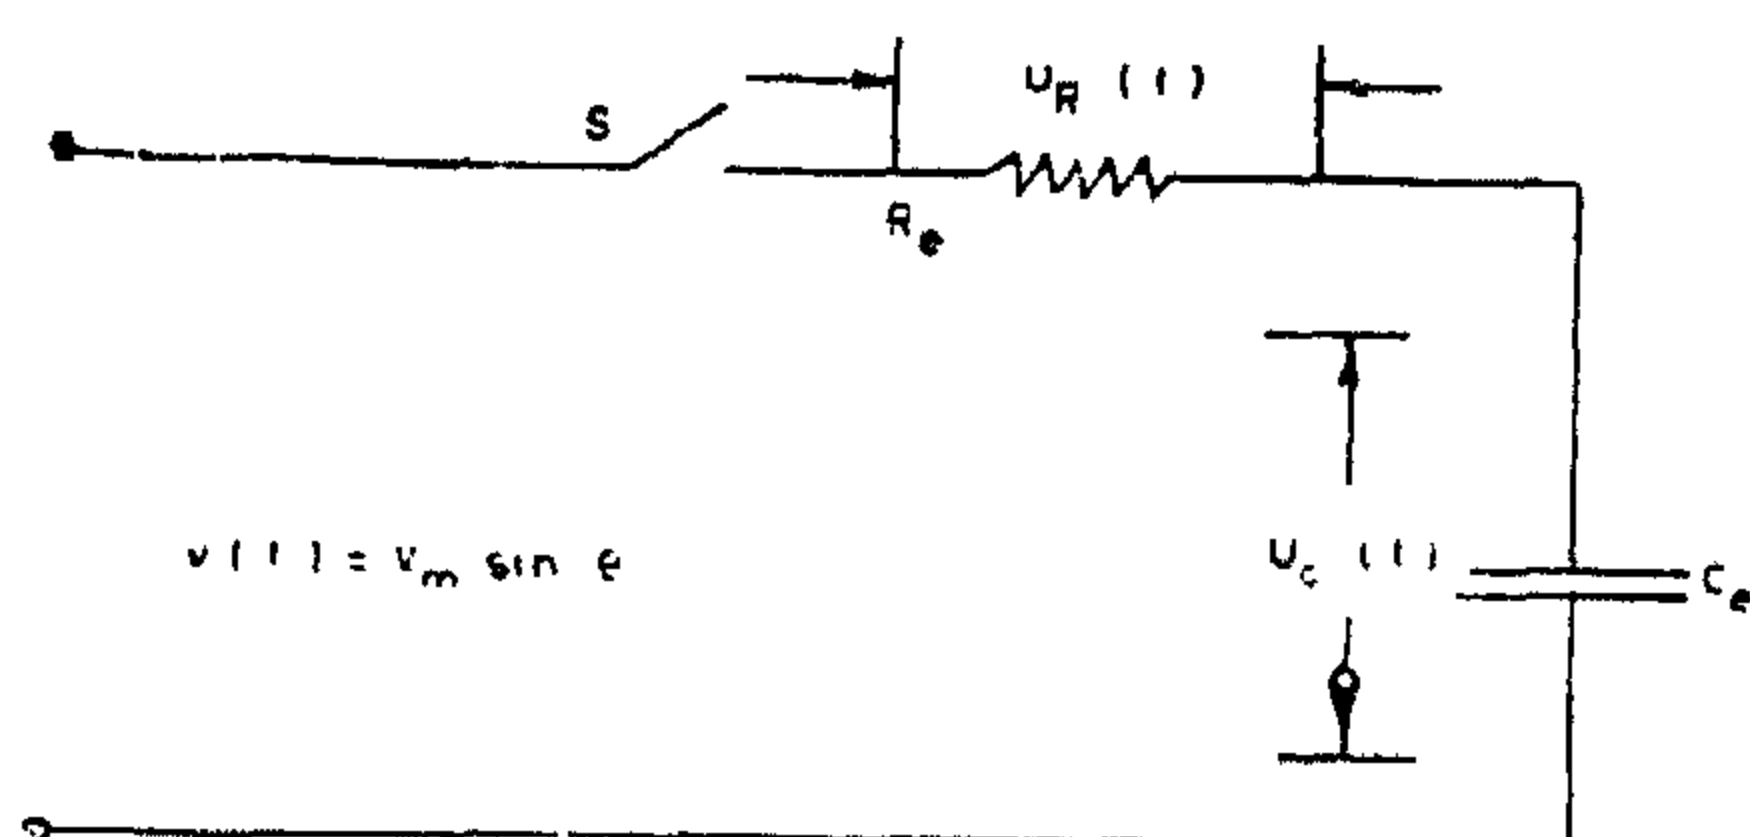 S
U_R (t)
R_e
v(t) = V_m sin θ
U_c (t)
C_e